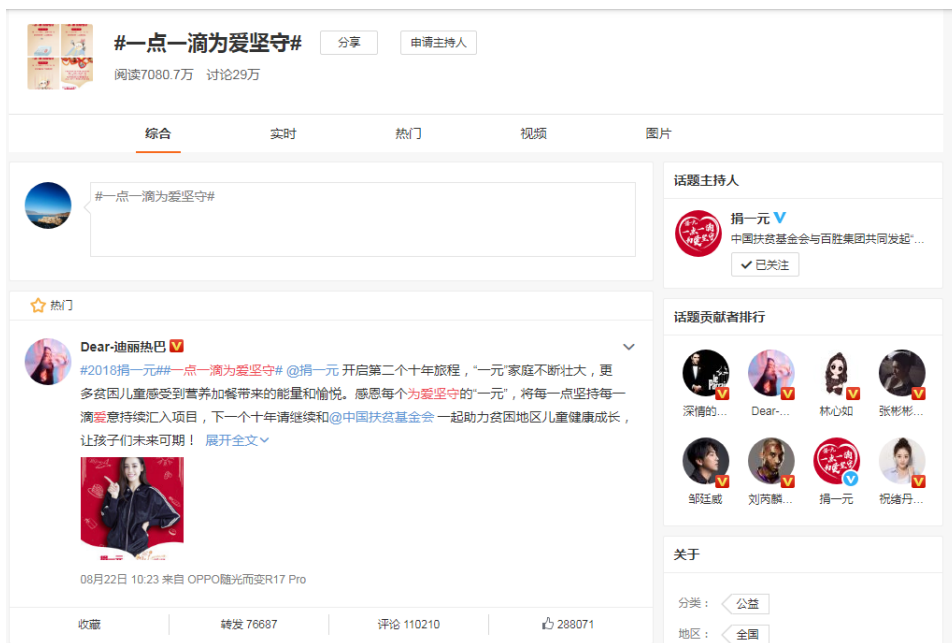 #一点一滴为爱坚守#
分享
申请主持人
阅读7080.7万 讨论29万
综合
实时
热门
视频
图片
#一点一滴为爱坚守#
热门
Dear-迪丽热巴
#2018捐一元##一点一滴为爱坚守# @捐一元 开启第二个十年旅程，“一元”家庭不断壮大，更
多贫困儿童感受到营养加餐带来的能量和愉悦。感恩每个为爱坚守的“一元”，将每一点坚持每一
滴爱意持续汇入项目，下一个十年请继续和@中国扶贫基金会 一起助力贫困地区儿童健康成长，
让孩子们未来可期！ 展开全文
08月22日 10:23 来自 OPPO随光而变R17 Pro
收藏
转发 76687
评论 110210
288071
话题主持人
捐一元
中国扶贫基金会与百胜集团共同发起“...
已关注
话题贡献者排行
深情的... Dear-... 林心如 张彬彬...
邹廷威 刘芮麟... 捐一元 祝绪丹...
关于
分类： 公益
地区： 全国